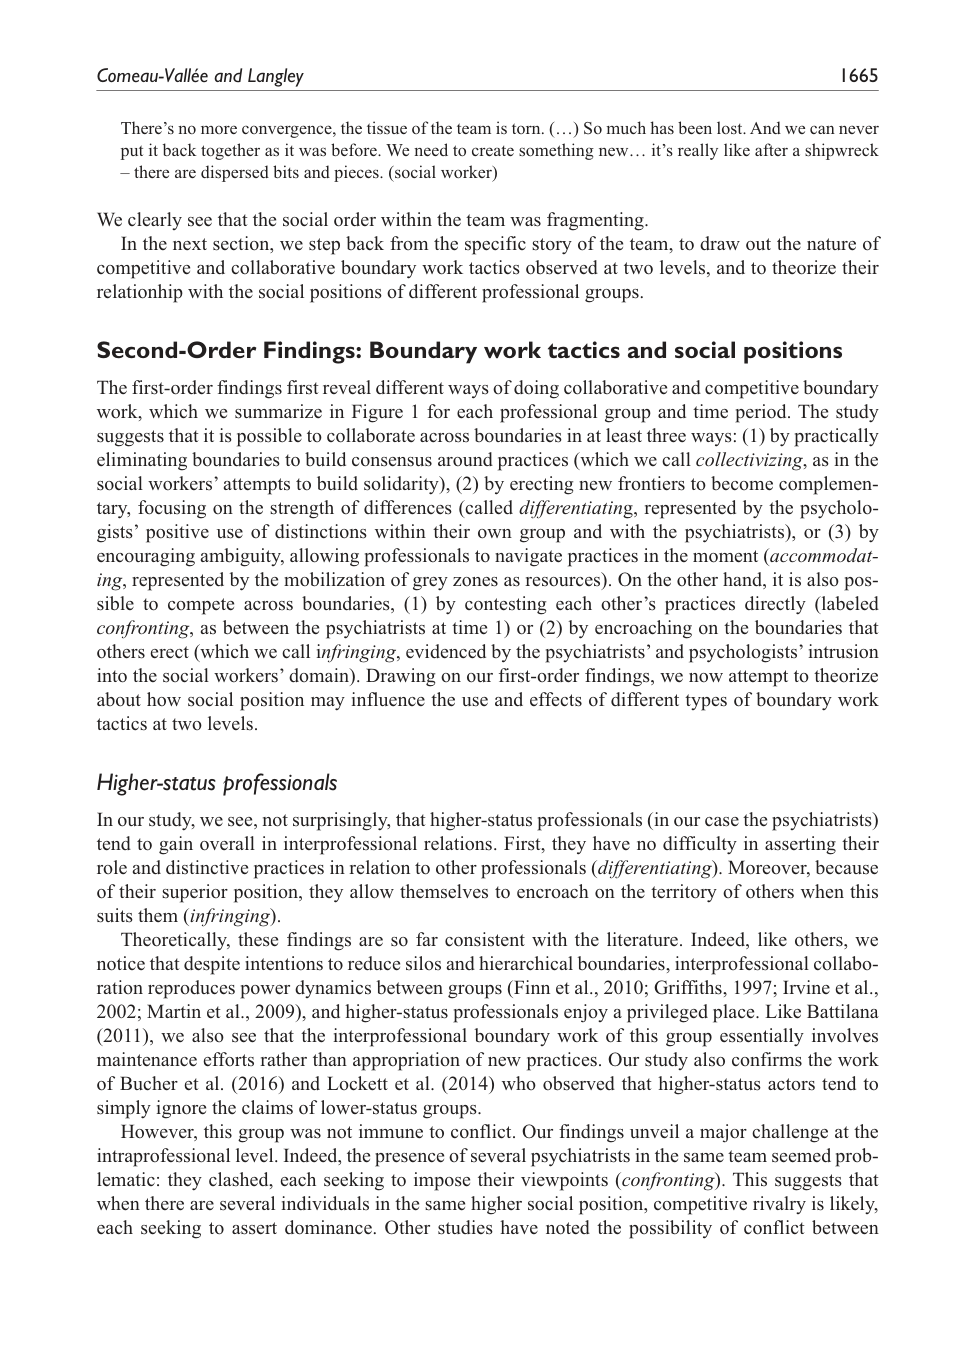 Comeau-Vallée and Langley 1665
There's no more convergence, the tissue of the team is torn. (…) So much has been lost. And we can never
put it back together as it was before. We need to create something new… it's really like after a shipwreck
– there are dispersed bits and pieces. (social worker)
We clearly see that the social order within the team was fragmenting.
In the next section, we step back from the specific story of the team, to draw out the nature of
competitive and collaborative boundary work tactics observed at two levels, and to theorize their
relationhip with the social positions of different professional groups.
Second-Order Findings: Boundary work tactics and social positions
The first-order findings first reveal different ways of doing collaborative and competitive boundary
work, which we summarize in Figure 1 for each professional group and time period. The study
suggests that it is possible to collaborate across boundaries in at least three ways: (1) by practically
eliminating boundaries to build consensus around practices (which we call collectivizing, as in the
social workers' attempts to build solidarity), (2) by erecting new frontiers to become complemen-
tary, focusing on the strength of differences (called differentiating, represented by the psycholo-
gists' positive use of distinctions within their own group and with the psychiatrists), or (3) by
encouraging ambiguity, allowing professionals to navigate practices in the moment (accommodat-
ing, represented by the mobilization of grey zones as resources). On the other hand, it is also pos-
sible to compete across boundaries, (1) by contesting each other's practices directly (labeled
confronting, as between the psychiatrists at time 1) or (2) by encroaching on the boundaries that
others erect (which we call infringing, evidenced by the psychiatrists' and psychologists' intrusion
into the social workers' domain). Drawing on our first-order findings, we now attempt to theorize
about how social position may influence the use and effects of different types of boundary work
tactics at two levels.
Higher-status professionals
In our study, we see, not surprisingly, that higher-status professionals (in our case the psychiatrists)
tend to gain overall in interprofessional relations. First, they have no difficulty in asserting their
role and distinctive practices in relation to other professionals (differentiating). Moreover, because
of their superior position, they allow themselves to encroach on the territory of others when this
suits them (infringing).
Theoretically, these findings are so far consistent with the literature. Indeed, like others, we
notice that despite intentions to reduce silos and hierarchical boundaries, interprofessional collabo-
ration reproduces power dynamics between groups (Finn et al., 2010; Griffiths, 1997; Irvine et al.,
2002; Martin et al., 2009), and higher-status professionals enjoy a privileged place. Like Battilana
(2011), we also see that the interprofessional boundary work of this group essentially involves
maintenance efforts rather than appropriation of new practices. Our study also confirms the work
of Bucher et al. (2016) and Lockett et al. (2014) who observed that higher-status actors tend to
simply ignore the claims of lower-status groups.
However, this group was not immune to conflict. Our findings unveil a major challenge at the
intraprofessional level. Indeed, the presence of several psychiatrists in the same team seemed prob-
lematic: they clashed, each seeking to impose their viewpoints (confronting). This suggests that
when there are several individuals in the same higher social position, competitive rivalry is likely,
each seeking to assert dominance. Other studies have noted the possibility of conflict between